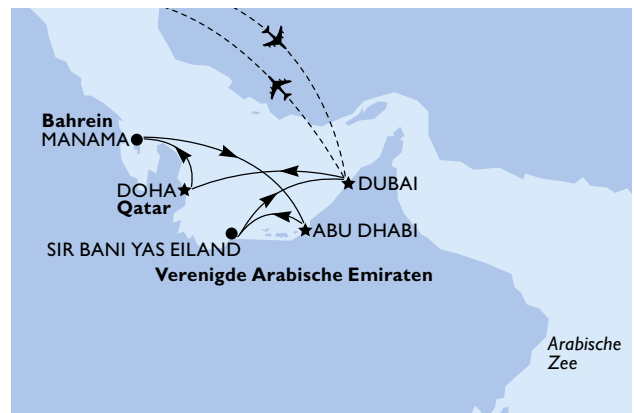 Bahrein
MANAMA
DOHA
Qatar
DUBAI
SIR BANI YAS EILAND
ABU DHABI
Verenigde Arabische Emiraten
Arabische
Zee